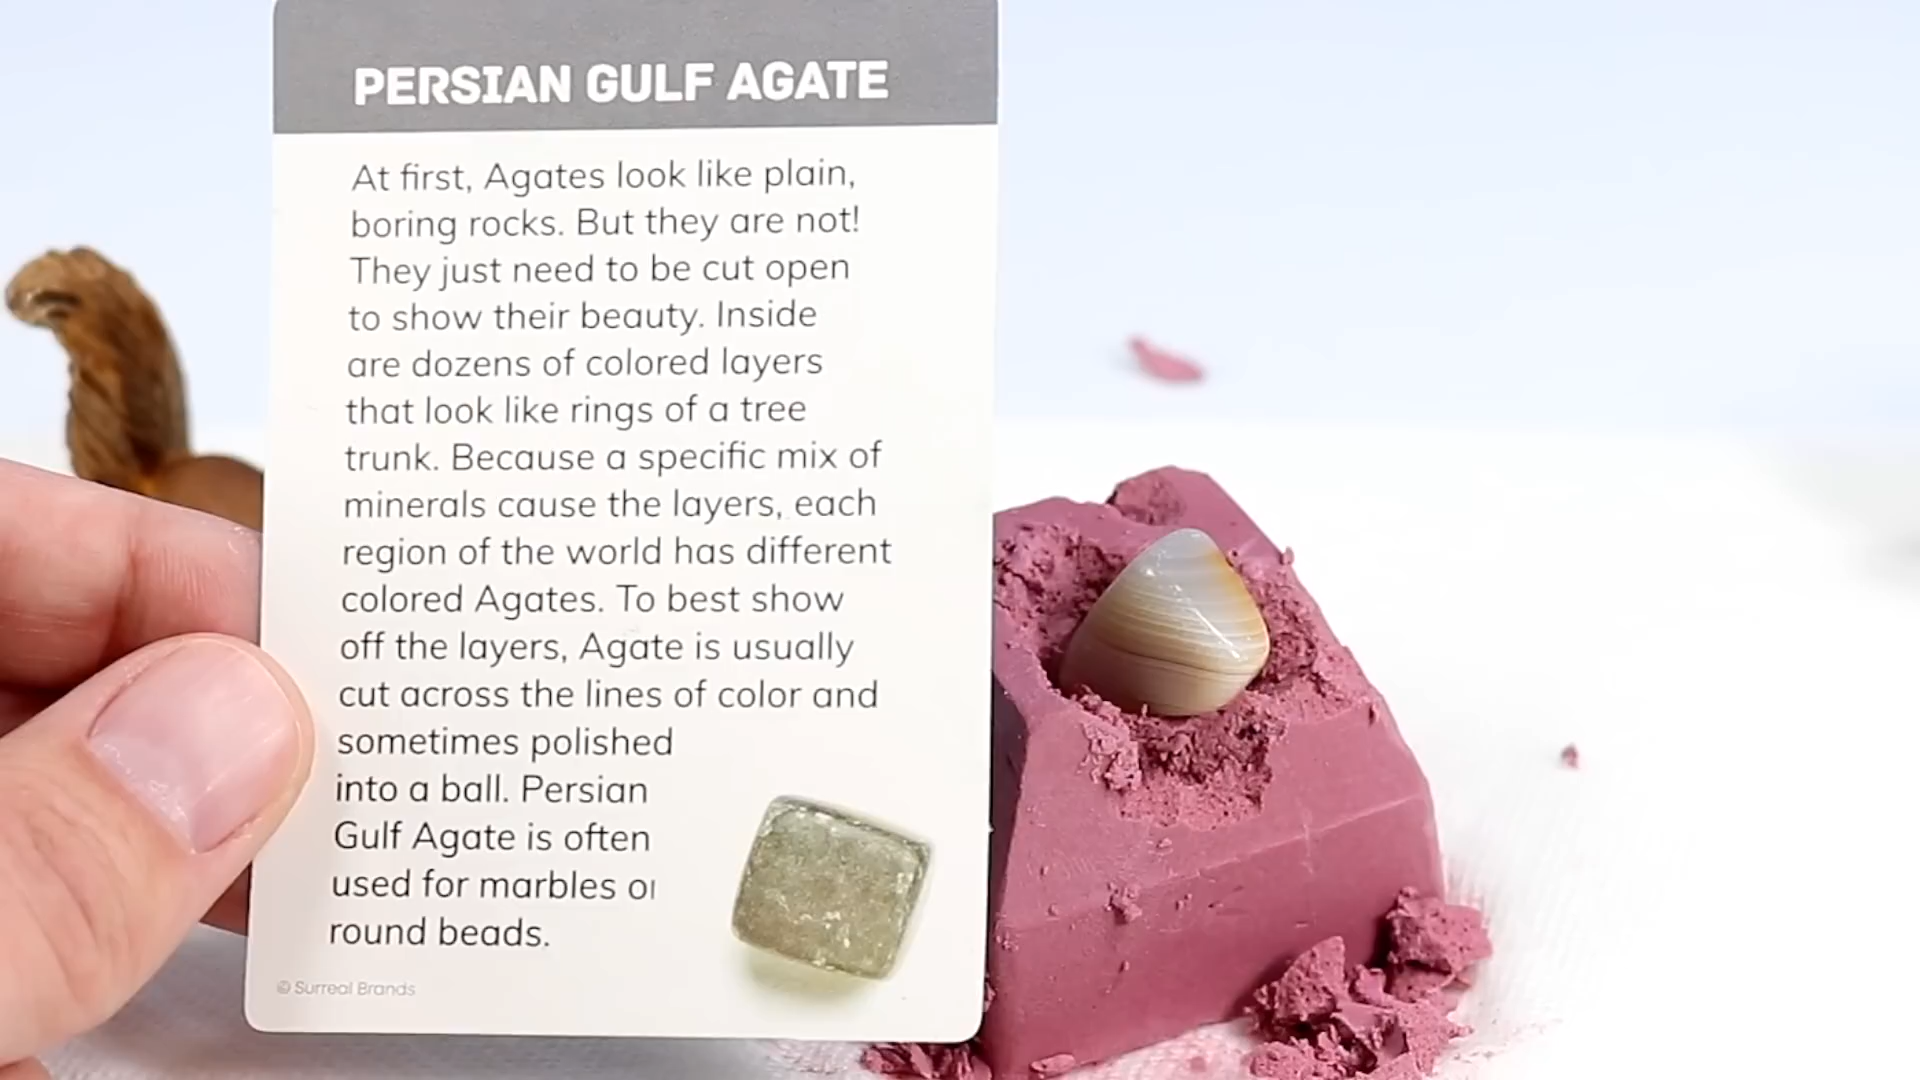 PERSIAN GULF AGATE
At first, Agates look like plain,
boring rocks. But they are not!
They just need to be cut open
to show their beauty. Inside
are dozens of colored layers
that look like rings of a tree
trunk. Because a specific mix of
minerals cause the layers, each
region of the world has different
colored Agates. To best show
off the layers, Agate is usually
cut across the lines of color and
sometimes polished
into a ball. Persian
Gulf Agate is often
used for marbles or
round beads.
© Surreal Brands